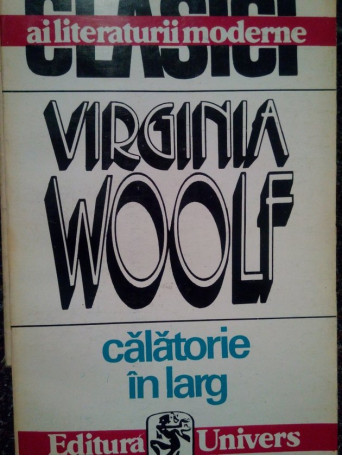 CLASICI
ai literaturii moderne
VIRGINIA
WOOLF
călătorie
în larg
Editura Univers